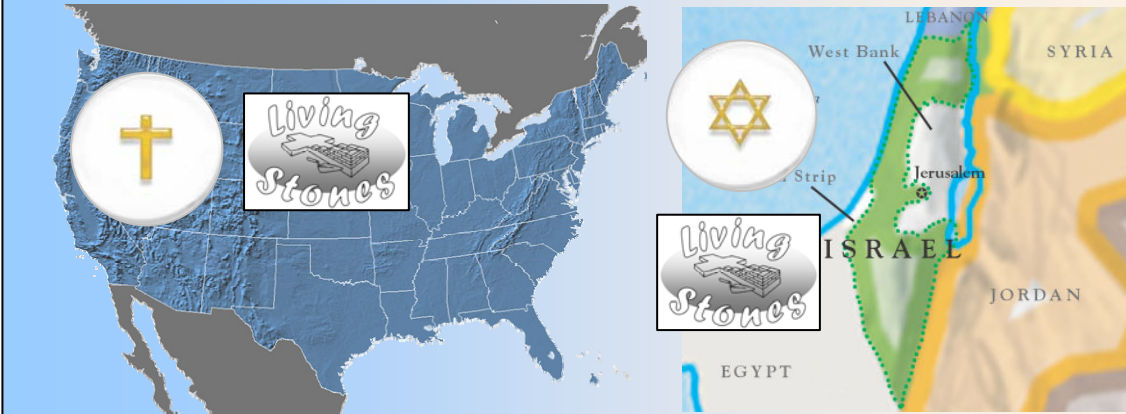 Living
Stones
LEBANON
West Bank
SYRIA
Strip
Jerusalem
Living
Stones
ISRAEL
JORDAN
EGYPT